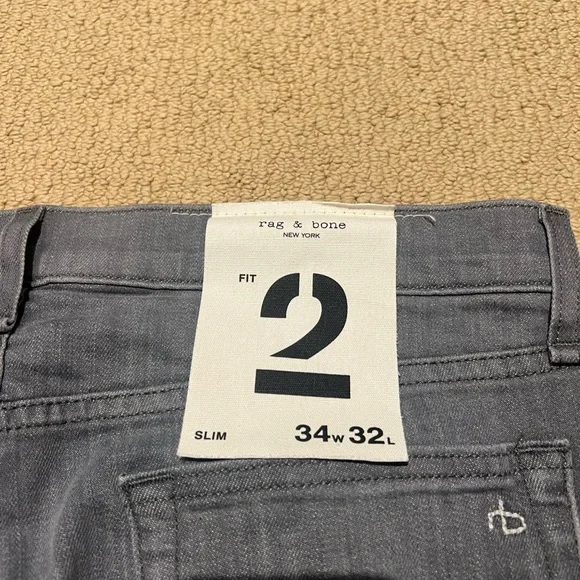 rag & bone
NEW YORK
FIT
2
SLIM 34W 32L
rb